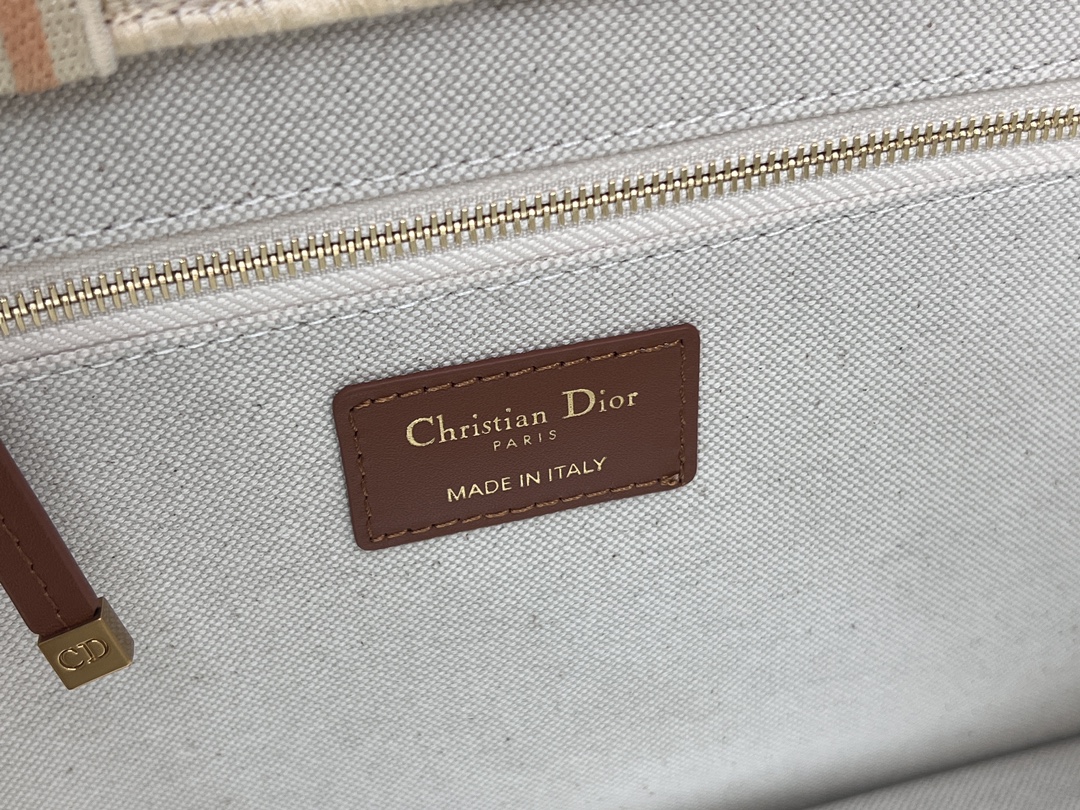 Christian Dior
PARIS
MADE IN ITALY
CD